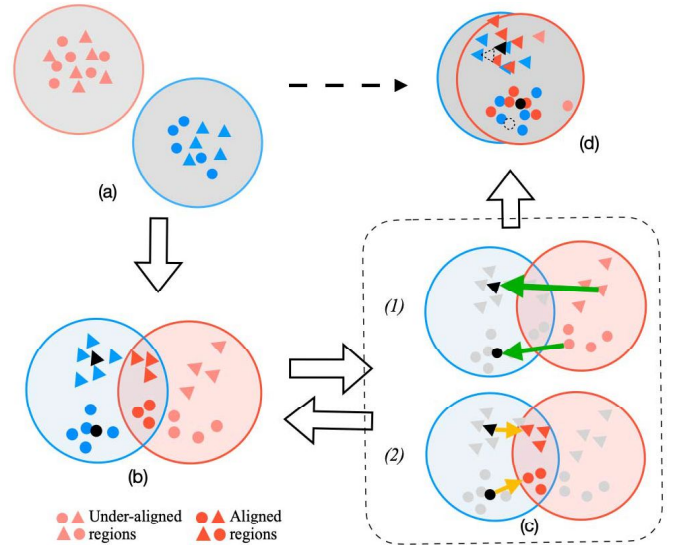 (a)
(d)
(1)
(b)
(2)
(c)
Under-aligned
regions
Aligned
regions